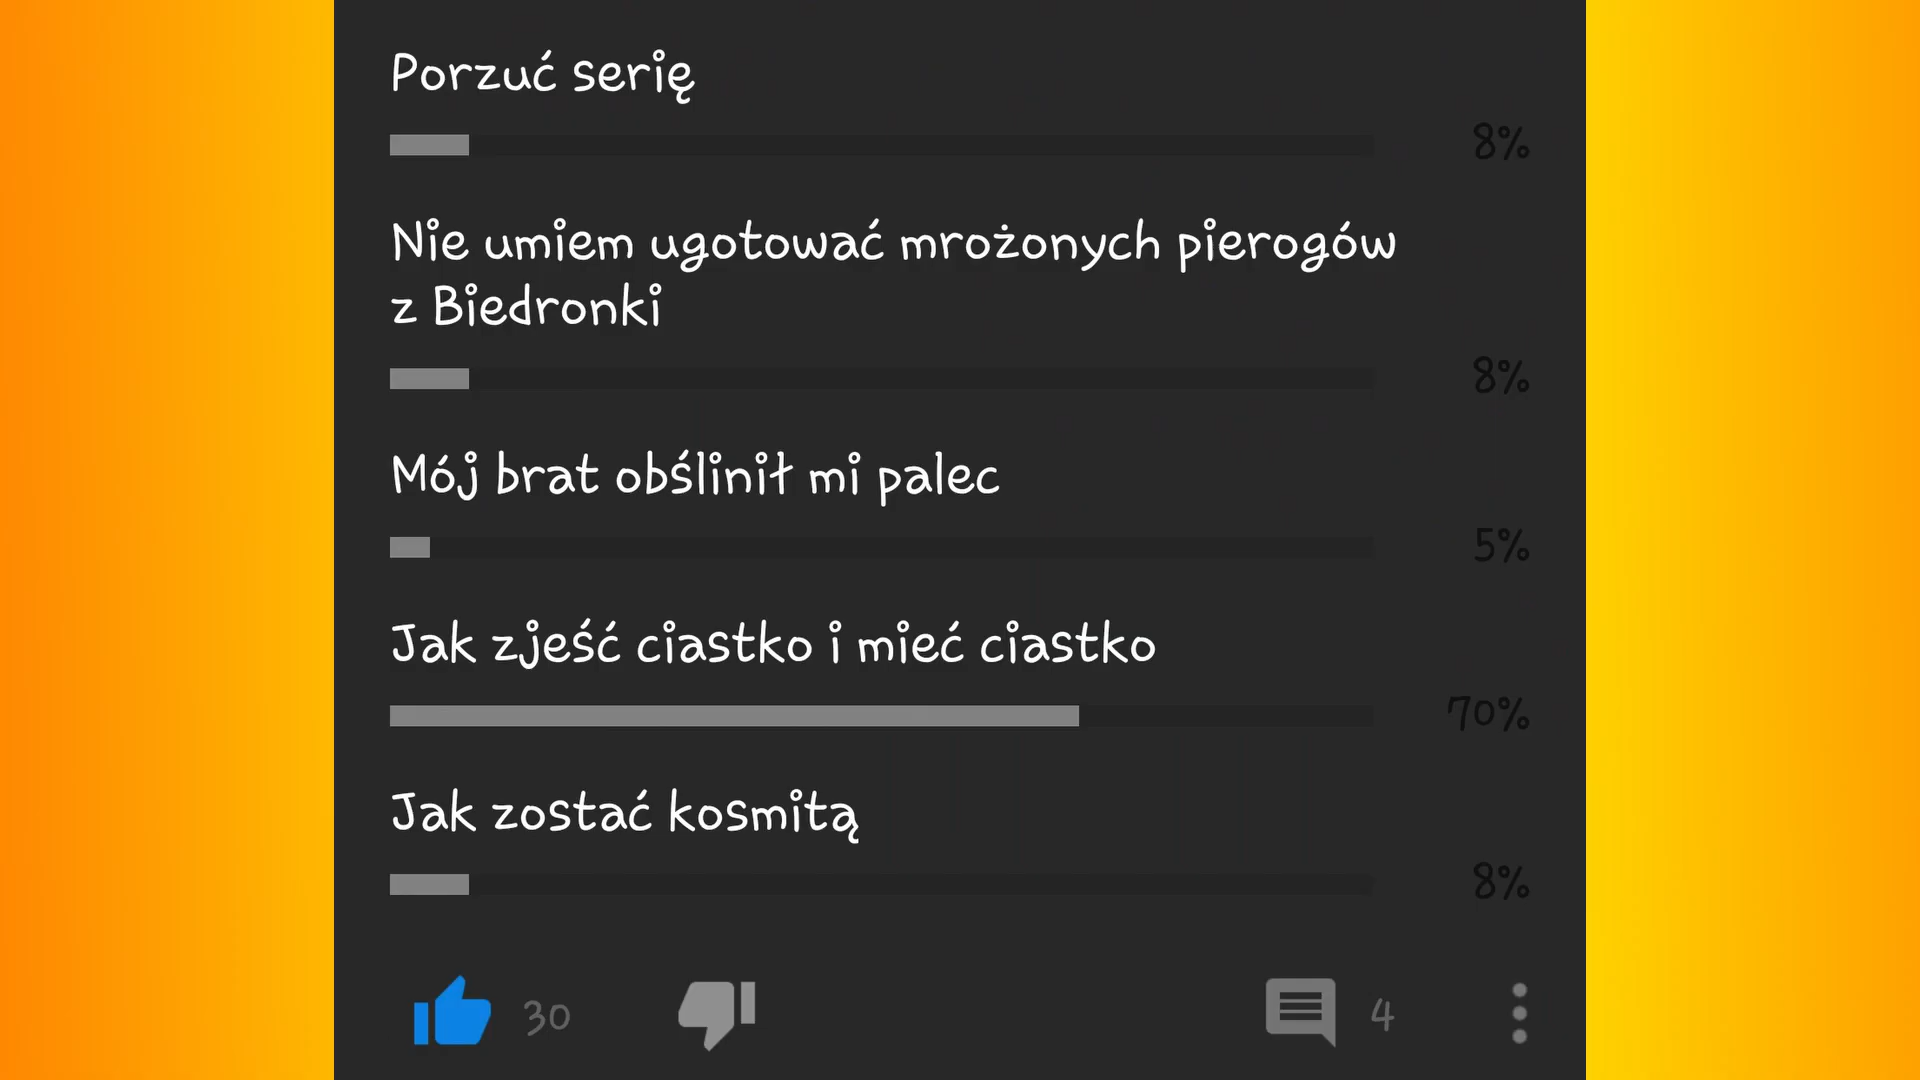 Porzuć serię
8%
Nie umiem ugotować mrożonych pierogów
z Biedronki
8%
Mój brat obślinił mi palec
5%
Jak zjeść ciastko i mieć ciastko
70%
Jak zostać kosmitą
8%
30
4